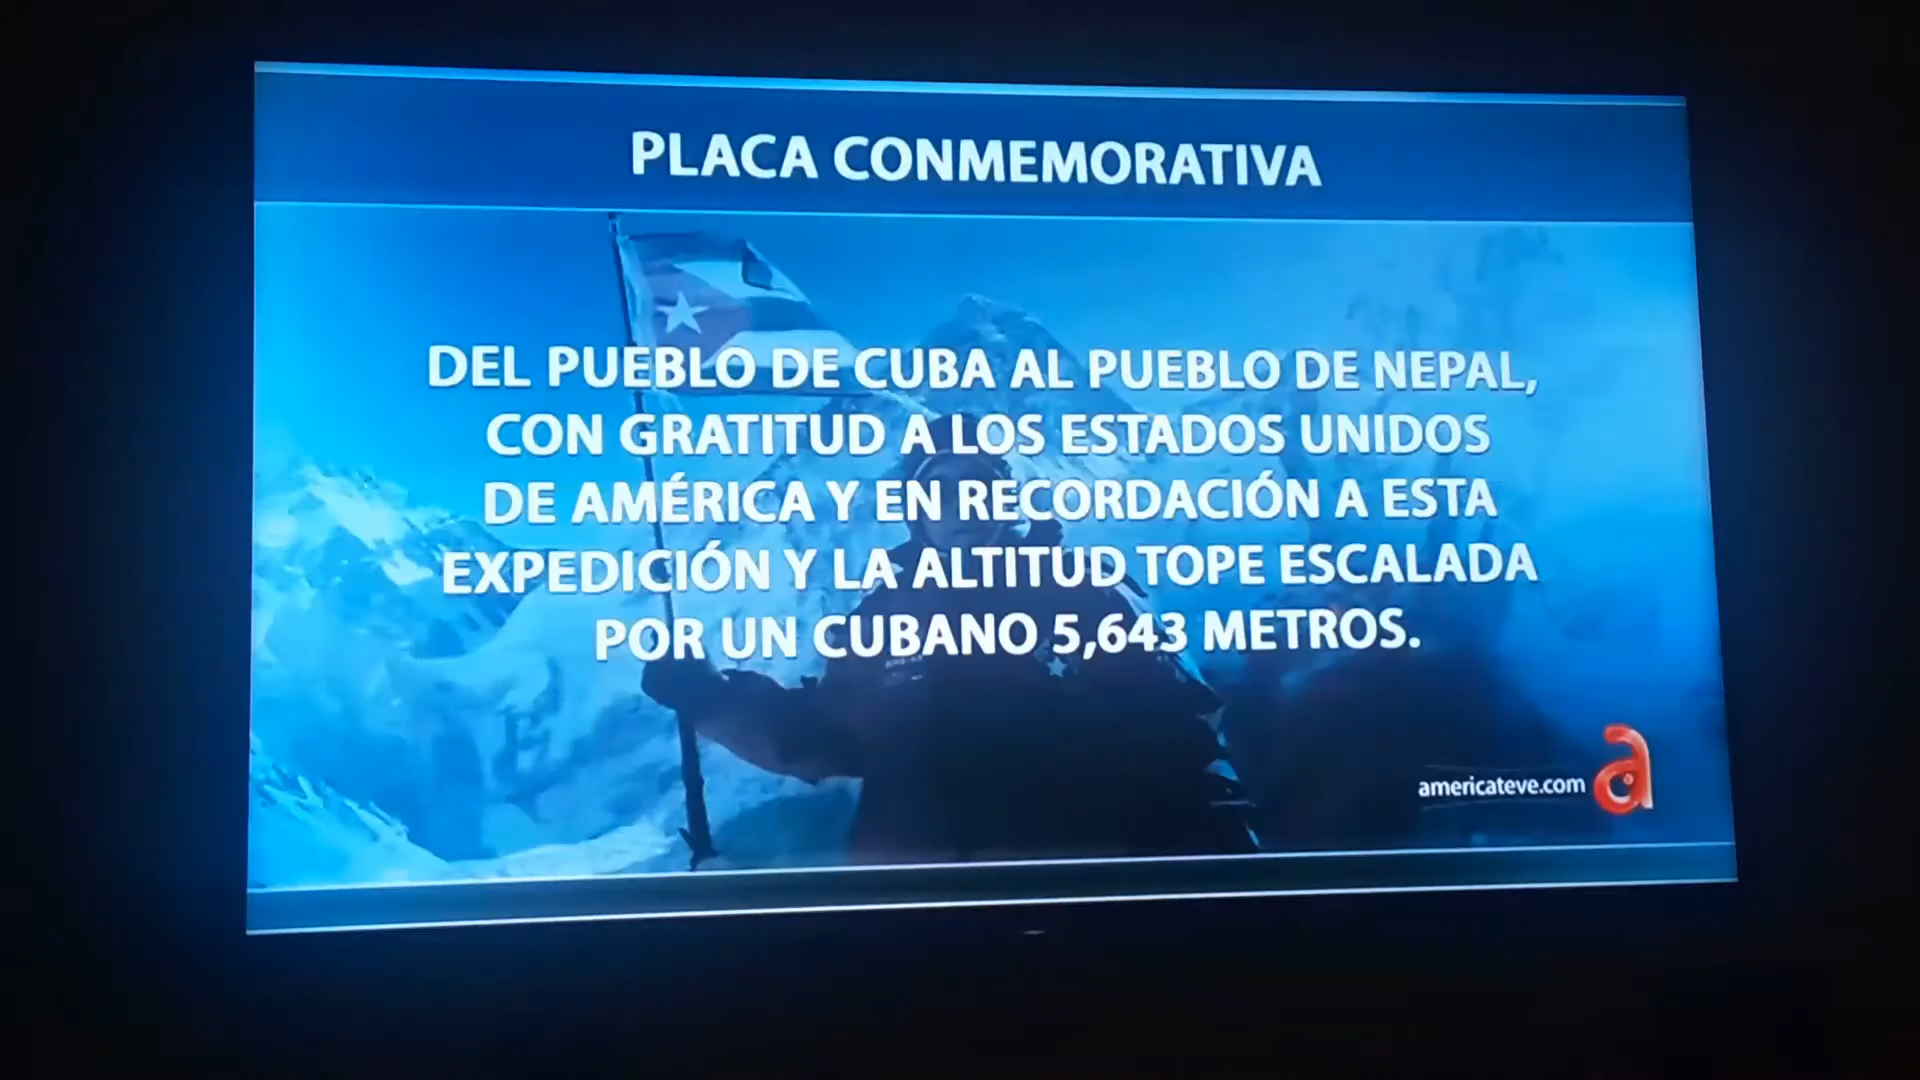 PLACA CONMEMORATIVA
DEL PUEBLO DE CUBA AL PUEBLO DE NEPAL,
CON GRATITUD A LOS ESTADOS UNIDOS
DE AMÉRICA Y EN RECORDACIÓN A ESTA
EXPEDICIÓN Y LA ALTITUD TOPE ESCALADA
POR UN CUBANO 5,643 METROS.
americateve.com
a